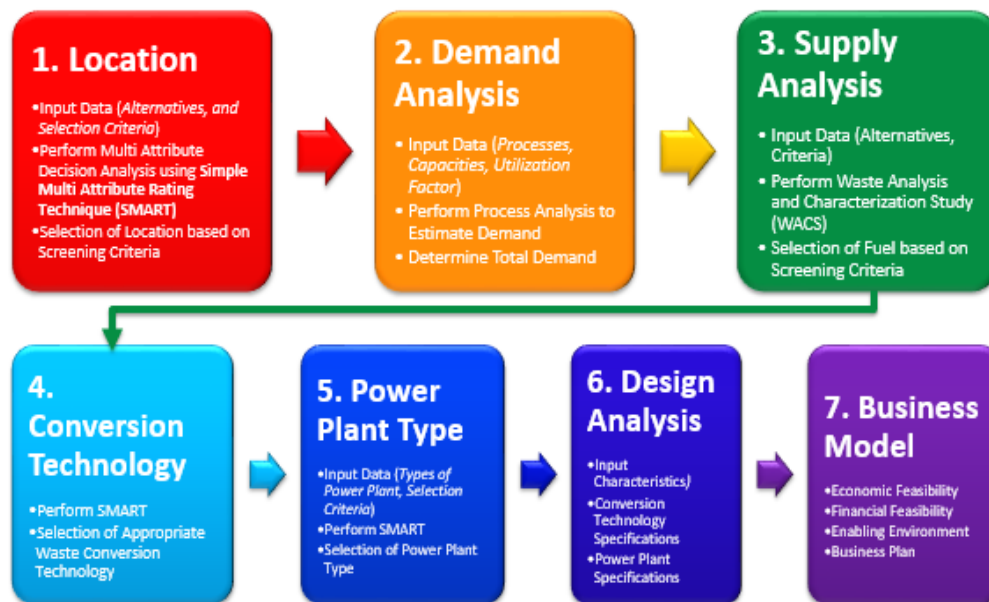 1. Location
•Input Data (Alternatives, and
Selection Criteria)
•Perform Multi Attribute
Decision Analysis using Simple
Multi Attribute Rating
Technique (SMART)
•Selection of Location based on
Screening Criteria
2. Demand
Analysis
• Input Data (Processes,
Capacities, Utilization
Factor)
• Perform Process Analysis to
Estimate Demand
• Determine Total Demand
3. Supply
Analysis
• Input Data (Alternatives,
Criteria)
• Perform Waste Analysis
and Characterization Study
(WACS)
• Selection of Fuel based on
Screening Criteria
4.
Conversion
Technology
•Perform SMART
•Selection of Appropriate
Waste Conversion
Technology
5. Power
Plant Type
•Input Data (Types of
Power Plant, Selection
Criteria)
•Perform SMART
•Selection of Power Plant
Type
6. Design
Analysis
•Input
Characteristics)
•Conversion
Technology
Specifications
•Power Plant
Specifications
7. Business
Model
•Economic Feasibility
•Financial Feasibility
•Enabling Environment
•Business Plan